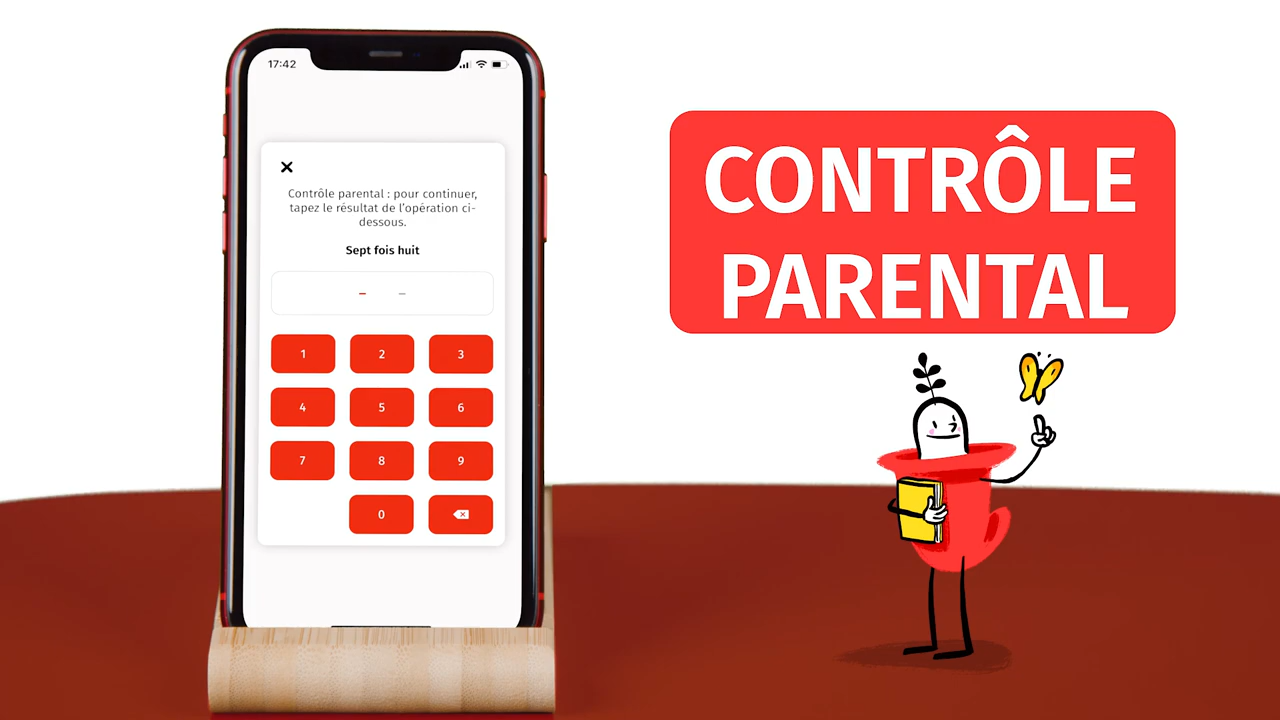 17:42
Contrôle parental : pour continuer,
tapez le résultat de l'opération ci-
dessous.
Sept fois huit
1 2 3
4 5 6
7 8 9
0
CONTRÔLE
PARENTAL